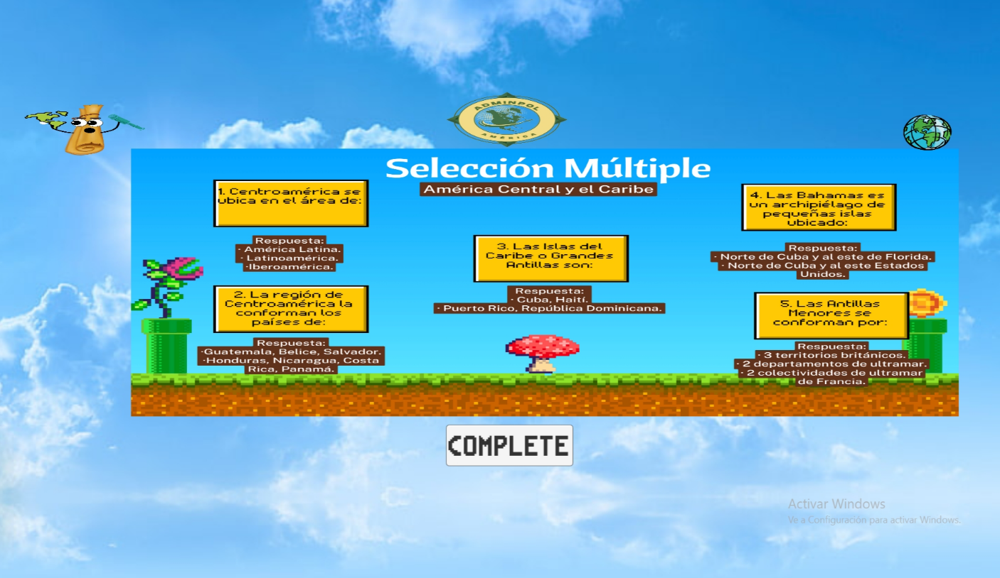 ADMINPOL
AMÉRICA
Selección Múltiple
América Central y el Caribe
1. Centroamérica se
ubica en el área de:
Respuesta:
· América Latina.
· Latinoamérica.
·Iberoamérica.
2. La región de
Centroamérica la
conforman los
países de:
Respuesta:
·Guatemala, Belice, Salvador.
·Honduras, Nicaragua, Costa
Rica, Panamá.
3. Las Islas del
Caribe o Grandes
Antillas son:
Respuesta:
· Cuba, Haití.
· Puerto Rico, República Dominicana.
4. Las Bahamas es
un archipiélago de
pequeñas islas
ubicado:
Respuesta:
· Norte de Cuba y al este de Florida.
· Norte de Cuba y al este Estados
Unidos.
5. Las Antillas
Menores se
conforman por:
Respuesta:
· 3 territorios británicos.
· 2 departamentos de ultramar.
· 2 colectividades de ultramar
de Francia.
COMPLETE
Activar Windows
Ve a Configuración para activar Windows.